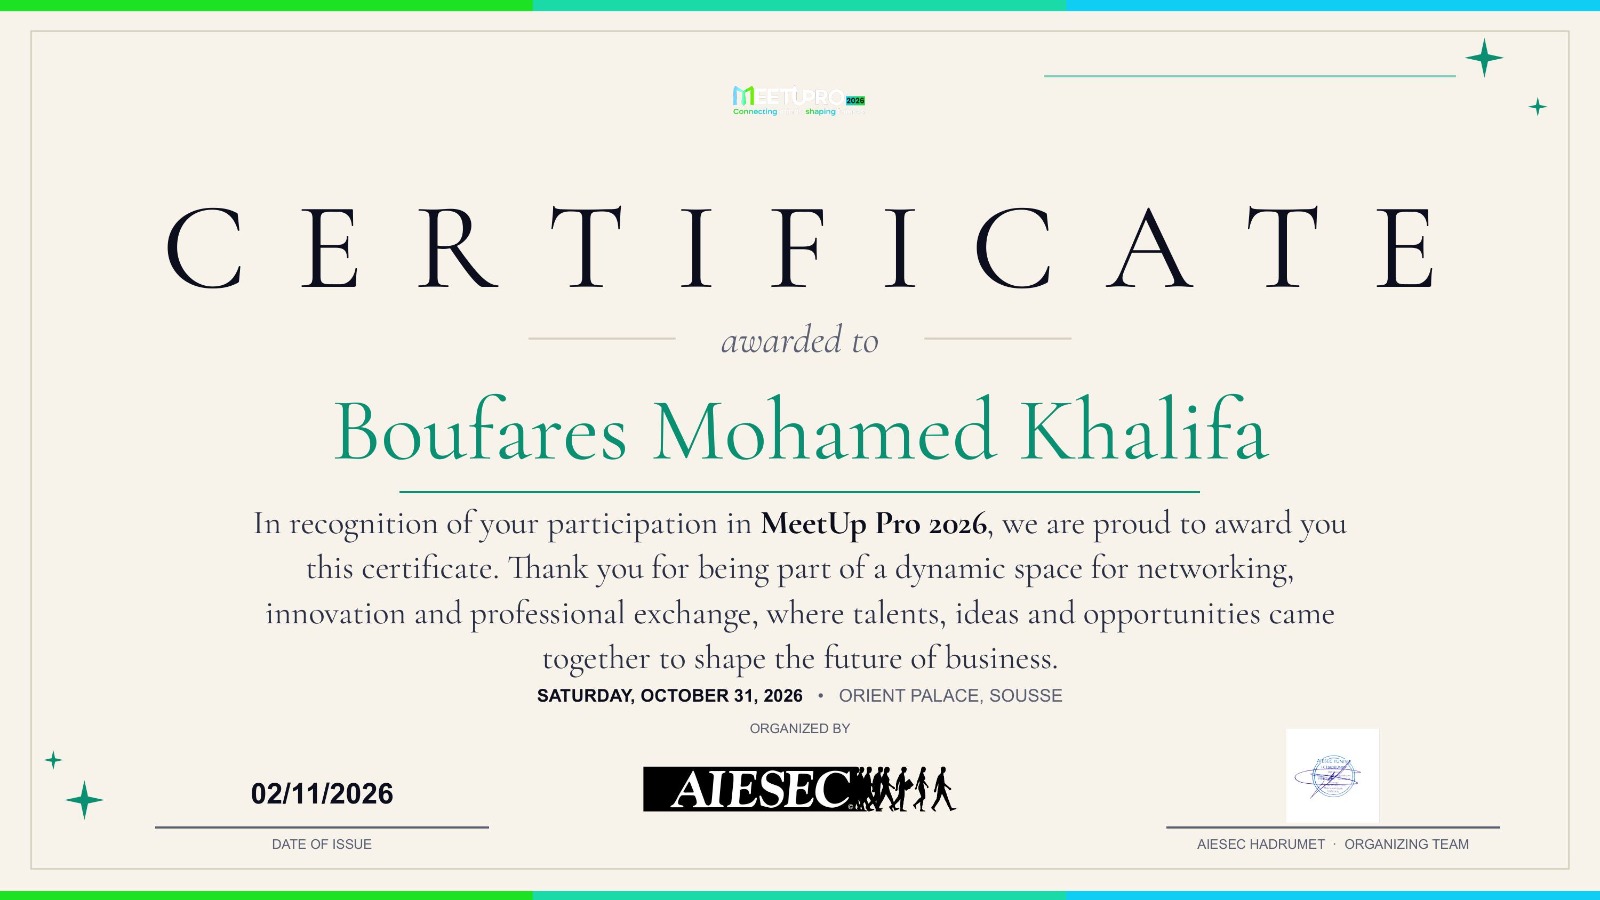 MEETUPRO 2026
Connecting shaping
CERTIFICATE
awarded to
Boufares Mohamed Khalifa
In recognition of your participation in MeetUp Pro 2026, we are proud to award you
this certificate. Thank you for being part of a dynamic space for networking,
innovation and professional exchange, where talents, ideas and opportunities came
together to shape the future of business.
SATURDAY, OCTOBER 31, 2026 • ORIENT PALACE, SOUSSE
ORGANIZED BY
AIESEC
02/11/2026
DATE OF ISSUE
AIESEC HADRUMET · ORGANIZING TEAM